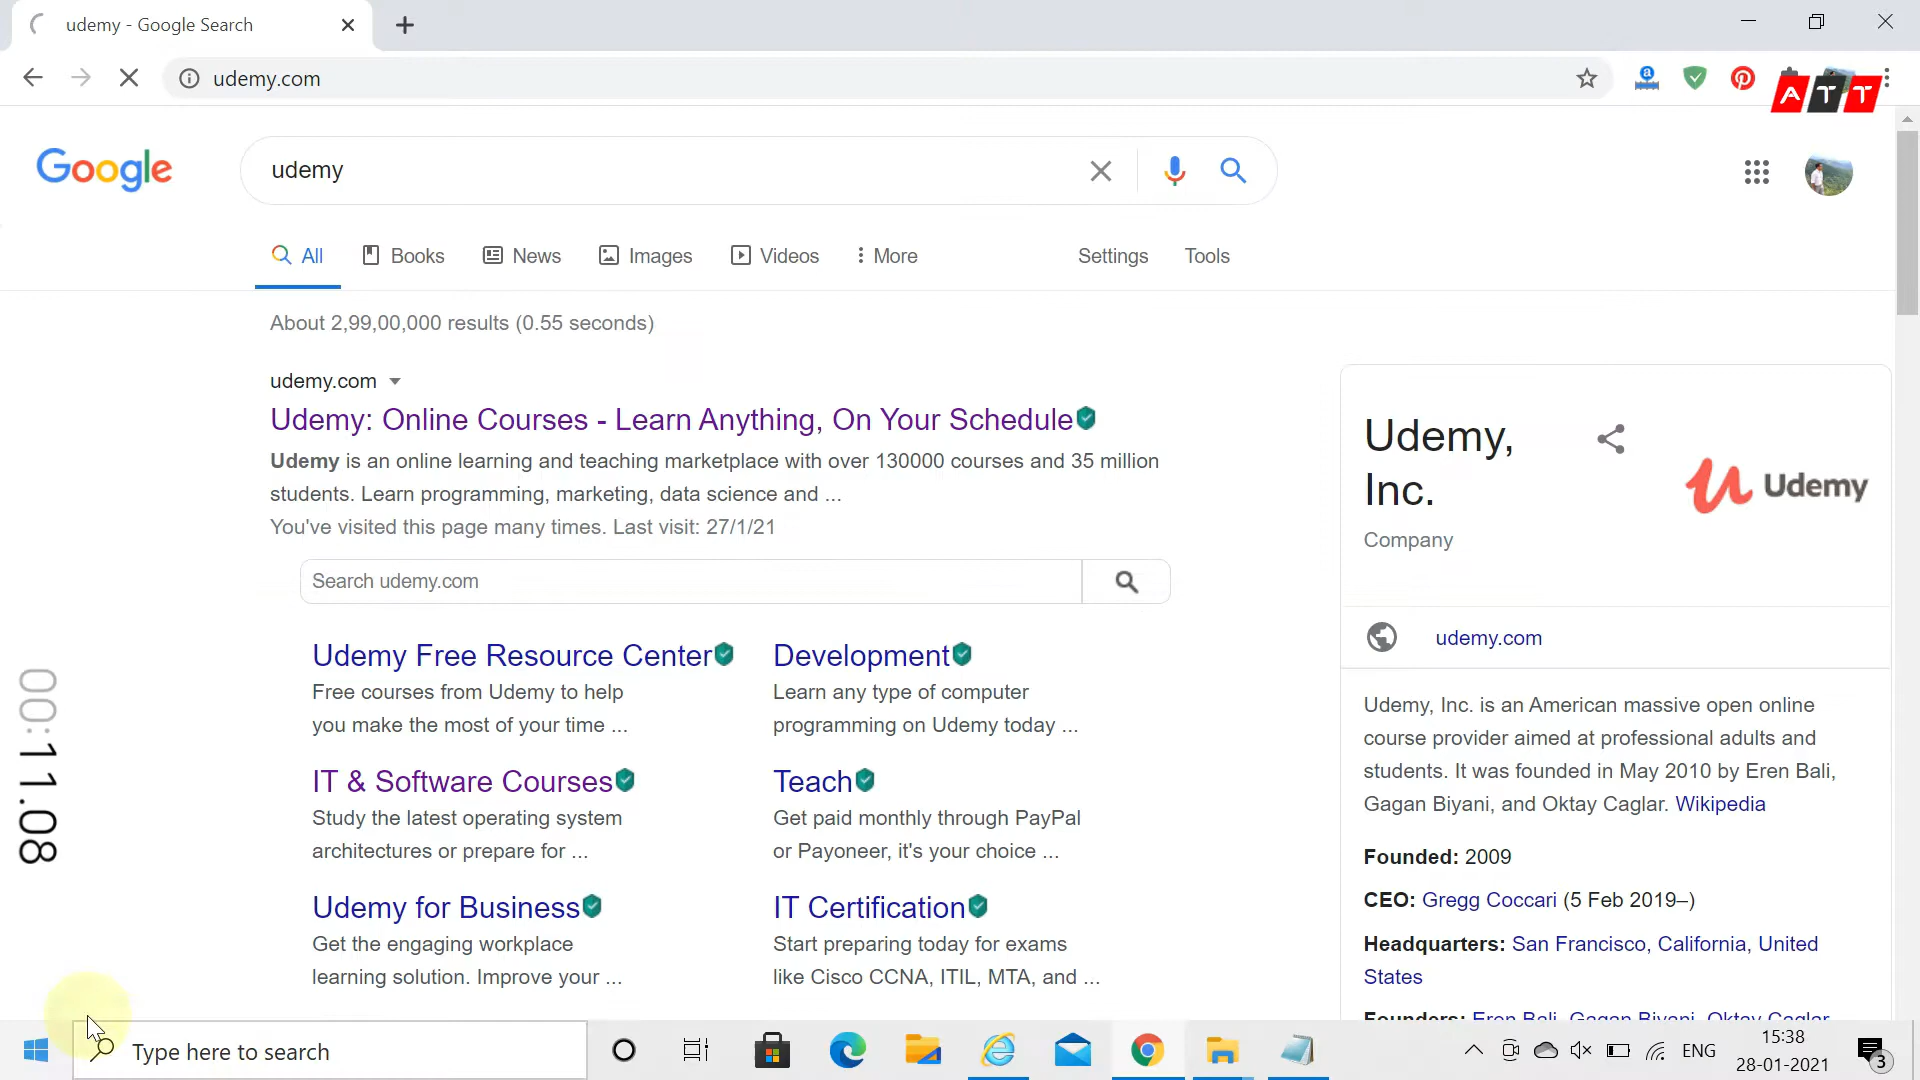 udemy - Google Search
udemy.com
ATT
Google
udemy
All
Books
News
Images
Videos
More
Settings
Tools
About 2,99,00,000 results (0.55 seconds)
udemy.com
Udemy: Online Courses - Learn Anything, On Your Schedule
Udemy is an online learning and teaching marketplace with over 130000 courses and 35 million
students. Learn programming, marketing, data science and ...
You've visited this page many times. Last visit: 27/1/21
Search udemy.com
Udemy Free Resource Center
Free courses from Udemy to help
you make the most of your time ...
Development
Learn any type of computer
programming on Udemy today ...
IT & Software Courses
Study the latest operating system
architectures or prepare for ...
Teach
Get paid monthly through PayPal
or Payoneer, it's your choice ...
Udemy for Business
Get the engaging workplace
learning solution. Improve your ...
IT Certification
Start preparing today for exams
like Cisco CCNA, ITIL, MTA, and ...
Udemy,
Inc.
Company
Udemy
udemy.com
Udemy, Inc. is an American massive open online
course provider aimed at professional adults and
students. It was founded in May 2010 by Eren Bali,
Gagan Biyani, and Oktay Caglar. Wikipedia
Founded: 2009
CEO: Gregg Coccari (5 Feb 2019–)
Headquarters: San Francisco, California, United
States
Founders: Eren Bali, Gagan Biyani, Oktay Caglar
00:11.08
Type here to search
ENG
15:38
28-01-2021
3